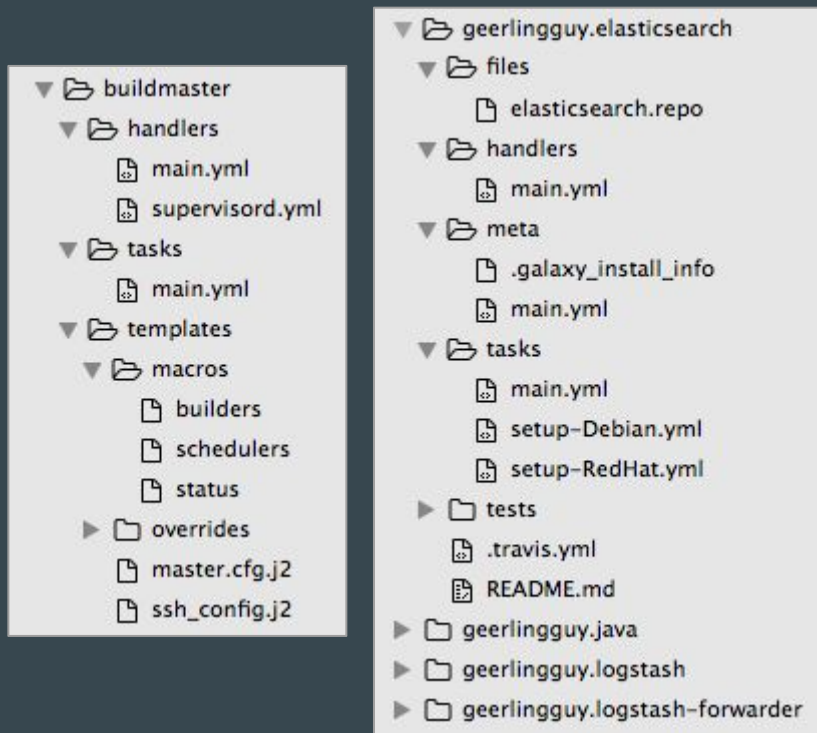 buildmaster
handlers
main.yml
supervisord.yml
tasks
main.yml
templates
macros
builders
schedulers
status
overrides
master.cfg.j2
ssh_config.j2
geerlingguy.elasticsearch
files
elasticsearch.repo
handlers
main.yml
meta
.galaxy_install_info
main.yml
tasks
main.yml
setup-Debian.yml
setup-RedHat.yml
tests
.travis.yml
README.md
geerlingguy.java
geerlingguy.logstash
geerlingguy.logstash-forwarder